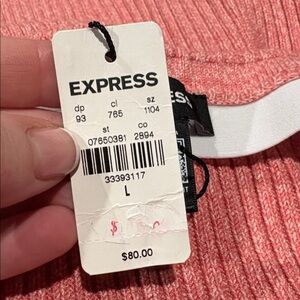 EXPRESS
dp cl sz
93 765 1104
st co
07650381 2894
33393117
L
$
$80.00